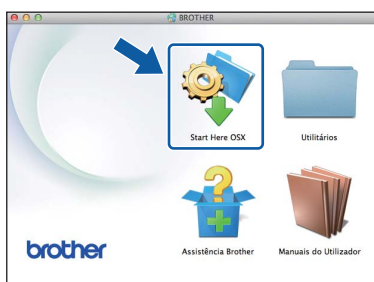 BROTHER
Start Here OSX
Utilitários
Assistência Brother
Manuais do Utilizador
brother